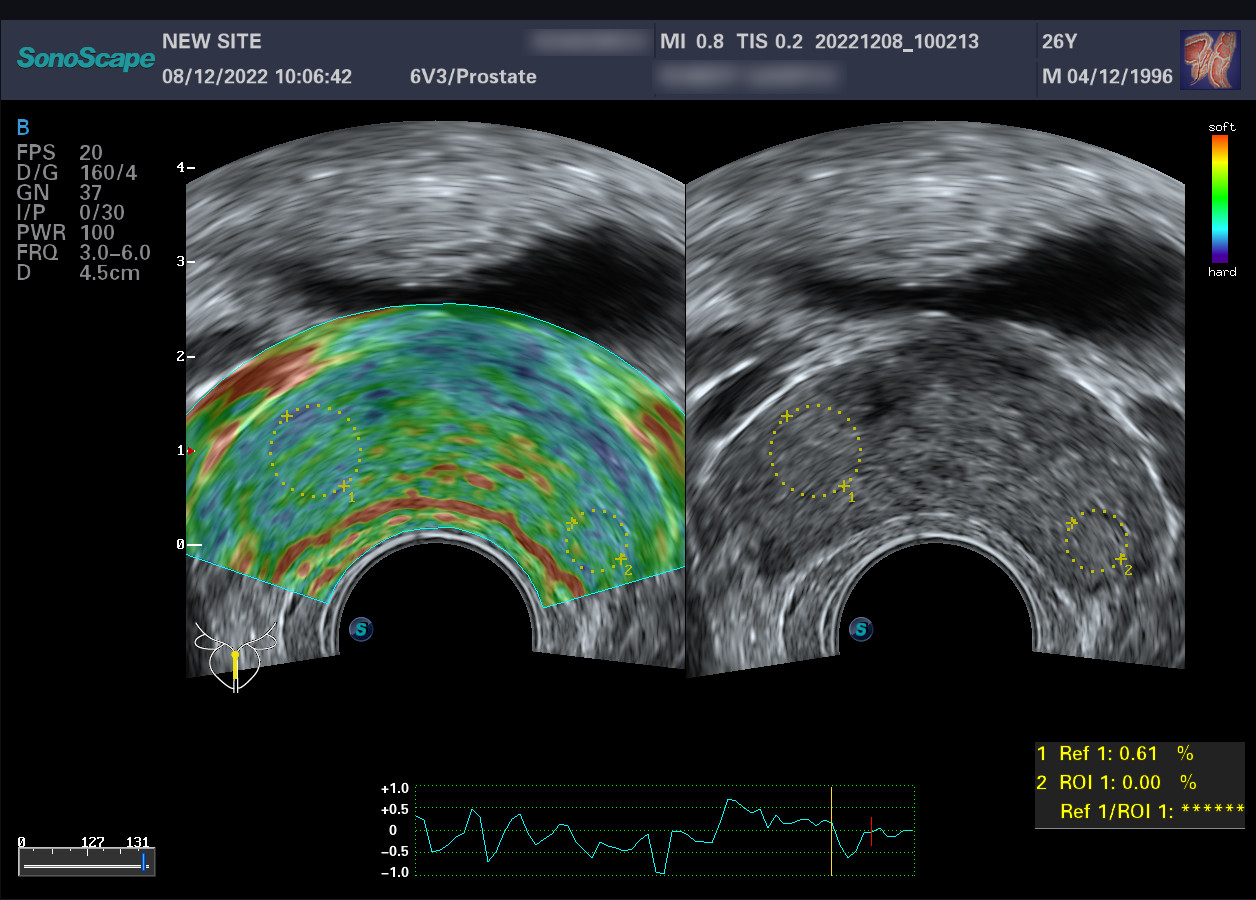 SonoScape
NEW SITE
MI 0.8 TIS 0.2 20221208_100213
26Y
08/12/2022 10:06:42
6V3/Prostate
M 04/12/1996
B
FPS 20
D/G 160/4
GN 37
I/P 0/30
PWR 100
FRQ 3.0–6.0
D 4.5cm
4
3
2
1
0
soft
hard
1
2
S
1
2
S
1 Ref 1: 0.61 %
2 ROI 1: 0.00 %
Ref 1/ROI 1: ******
+1.0
+0.5
0
−0.5
−1.0
0 127 131